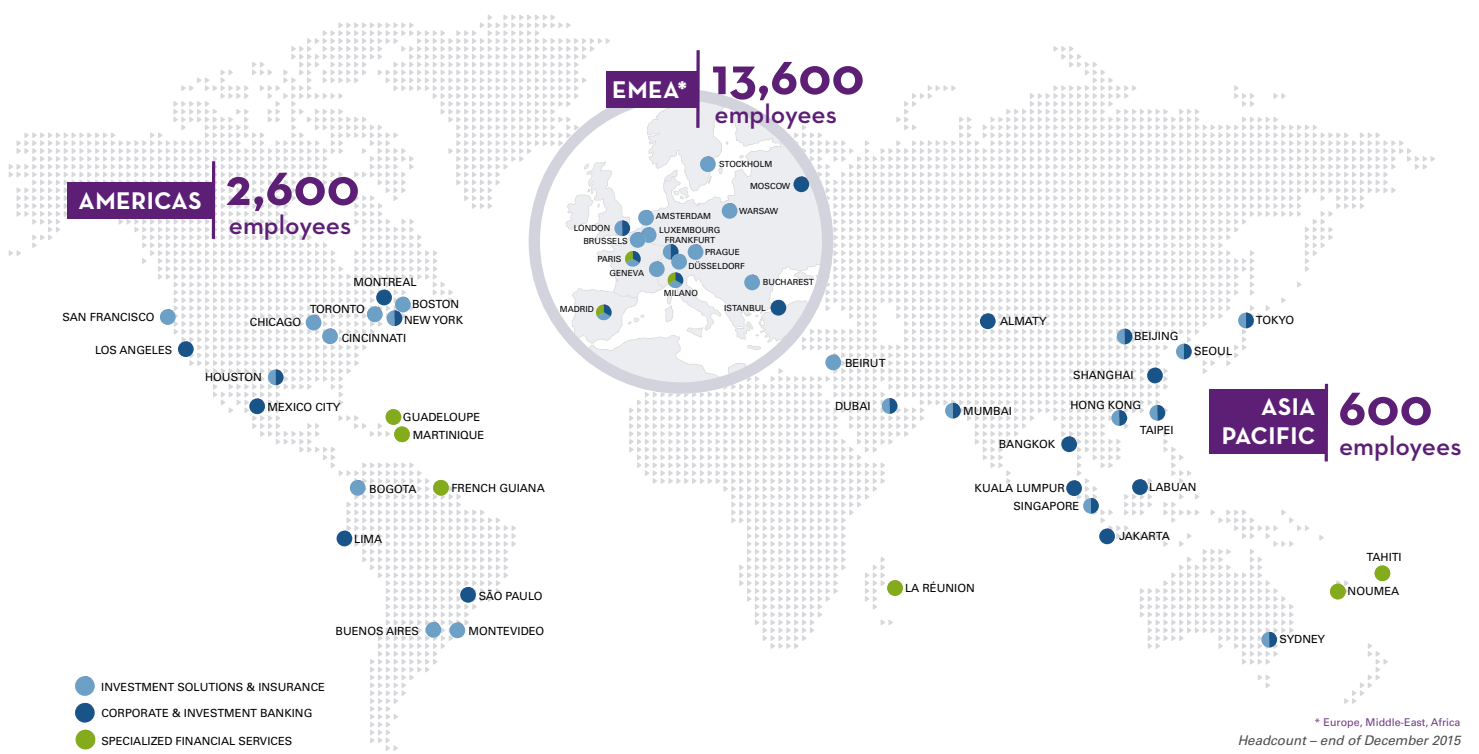 EMEA*
13,600
employees
AMERICAS
2,600
employees
STOCKHOLM
MOSCOW
WARSAW
AMSTERDAM
LONDON
LUXEMBOURG
BRUSSELS
FRANKFURT
PARIS
PRAGUE
DÜSSELDORF
GENEVA
BUCHAREST
MILANO
MADRID
ISTANBUL
MONTREAL
BOSTON
TORONTO
SAN FRANCISCO
CHICAGO
NEW YORK
CINCINNATI
LOS ANGELES
HOUSTON
MEXICO CITY
GUADELOUPE
MARTINIQUE
BOGOTA
FRENCH GUIANA
LIMA
SÃO PAULO
BUENOS AIRES
MONTEVIDEO
ALMATY
TOKYO
BEIJING
SEOUL
BEIRUT
SHANGHAI
DUBAI
MUMBAI
HONG KONG
TAIPEI
BANGKOK
ASIA
PACIFIC
600
employees
KUALA LUMPUR
LABUAN
SINGAPORE
JAKARTA
TAHITI
LA RÉUNION
NOUMEA
SYDNEY
INVESTMENT SOLUTIONS & INSURANCE
CORPORATE & INVESTMENT BANKING
SPECIALIZED FINANCIAL SERVICES
* Europe, Middle-East, Africa
Headcount – end of December 2015